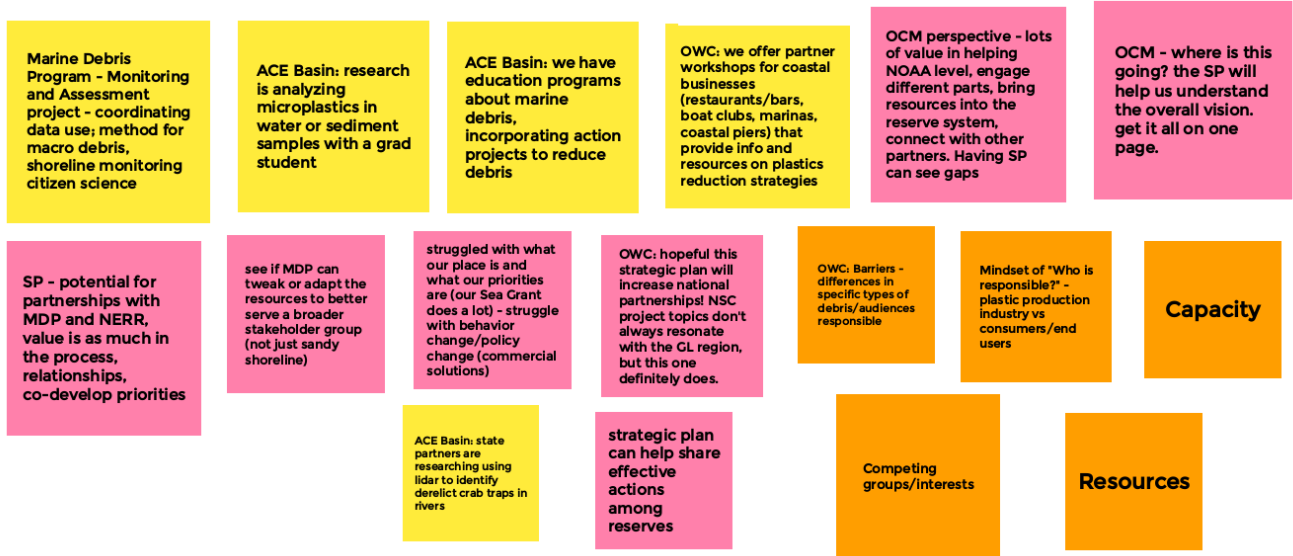 Marine Debris
Program - Monitoring
and Assessment
project - coordinating
data use; method for
macro debris,
shoreline monitoring
citizen science
ACE Basin: research
is analyzing
microplastics in
water or sediment
samples with a grad
student
ACE Basin: we have
education programs
about marine
debris,
incorporating action
projects to reduce
debris
OWC: we offer partner
workshops for coastal
businesses
(restaurants/bars,
boat clubs, marinas,
coastal piers) that
provide info and
resources on plastics
reduction strategies
OCM perspective - lots
of value in helping
NOAA level, engage
different parts, bring
resources into the
reserve system,
connect with other
partners. Having SP
can see gaps
OCM - where is this
going? the SP will
help us understand
the overall vision.
get it all on one
page.
SP - potential for
partnerships with
MDP and NERR,
value is as much in
the process,
relationships,
co-develop priorities
see if MDP can
tweak or adapt the
resources to better
serve a broader
stakeholder group
(not just sandy
shoreline)
struggled with what
our place is and
what our priorities
are (our Sea Grant
does a lot) - struggle
with behavior
change/policy
change (commercial
solutions)
OWC: hopeful this
strategic plan will
increase national
partnerships! NSC
project topics don't
always resonate
with the GL region,
but this one
definitely does.
OWC: Barriers -
differences in
specific types of
debris/audiences
responsible
Mindset of "Who is
responsible?" -
plastic production
industry vs
consumers/end
users
Capacity
ACE Basin: state
partners are
researching using
lidar to identify
derelict crab traps in
rivers
strategic plan
can help share
effective
actions
among
reserves
Competing
groups/interests
Resources